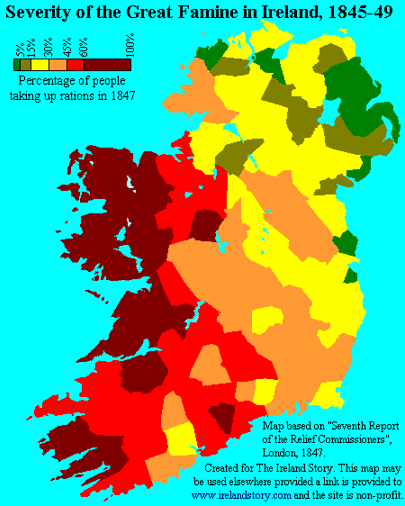 Severity of the Great Famine in Ireland, 1845-49
5% 15% 30% 45% 60% 100%
Percentage of people
taking up rations in 1847
Map based on "Seventh Report
of the Relief Commissioners",
London, 1847.
Created for The Ireland Story. This map may
be used elsewhere provided a link is provided to
www.irelandstory.com and the site is non-profit.